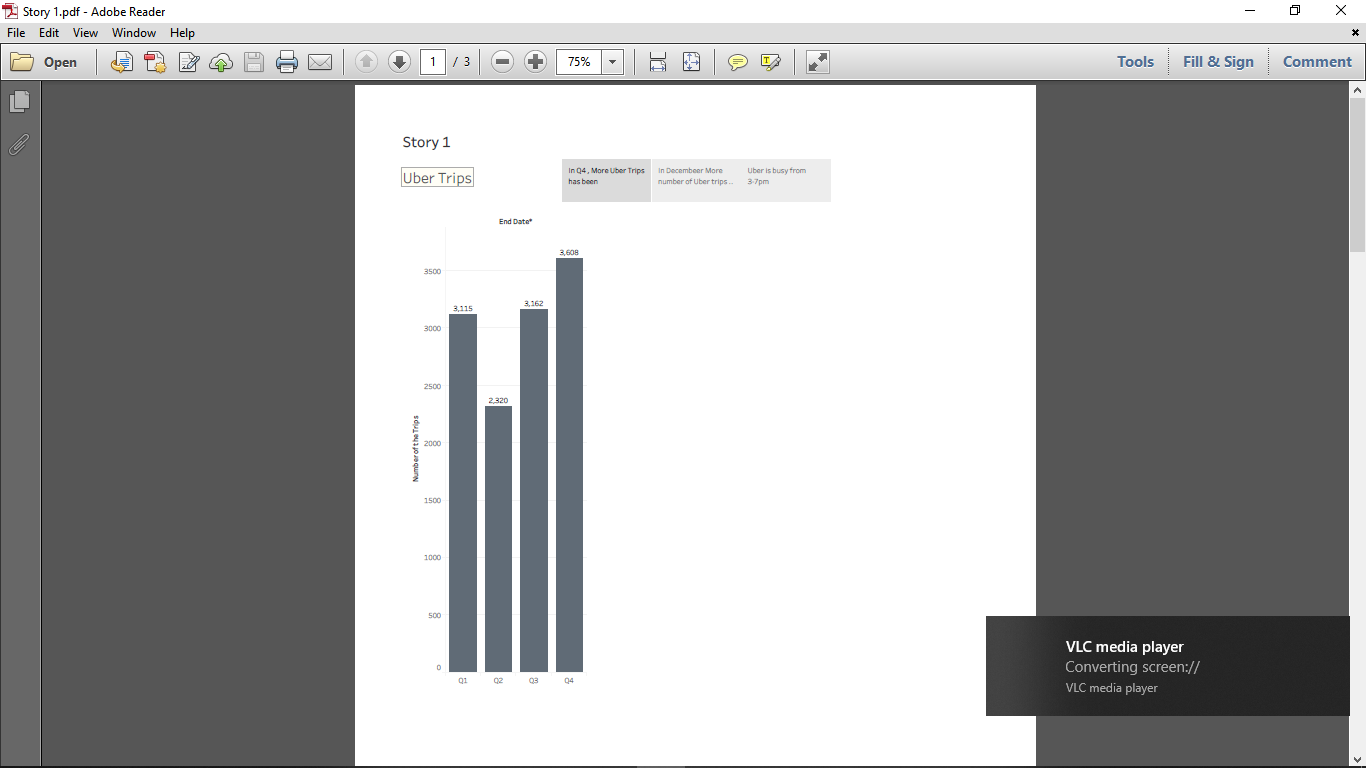 Story 1.pdf - Adobe Reader
File Edit View Window Help
Open
1 / 3
75%
Tools
Fill & Sign
Comment
Story 1
Uber Trips
In Q4 , More Uber Trips
has been
In Decembeer More
number of Uber trips ...
Uber is busy from
3-7pm
End Date*
3,608
3500
3,162
3,115
3000
2500
2,320
Number of the Trips
2000
1500
1000
500
0
Q1 Q2 Q3 Q4
VLC media player
Converting screen://
VLC media player